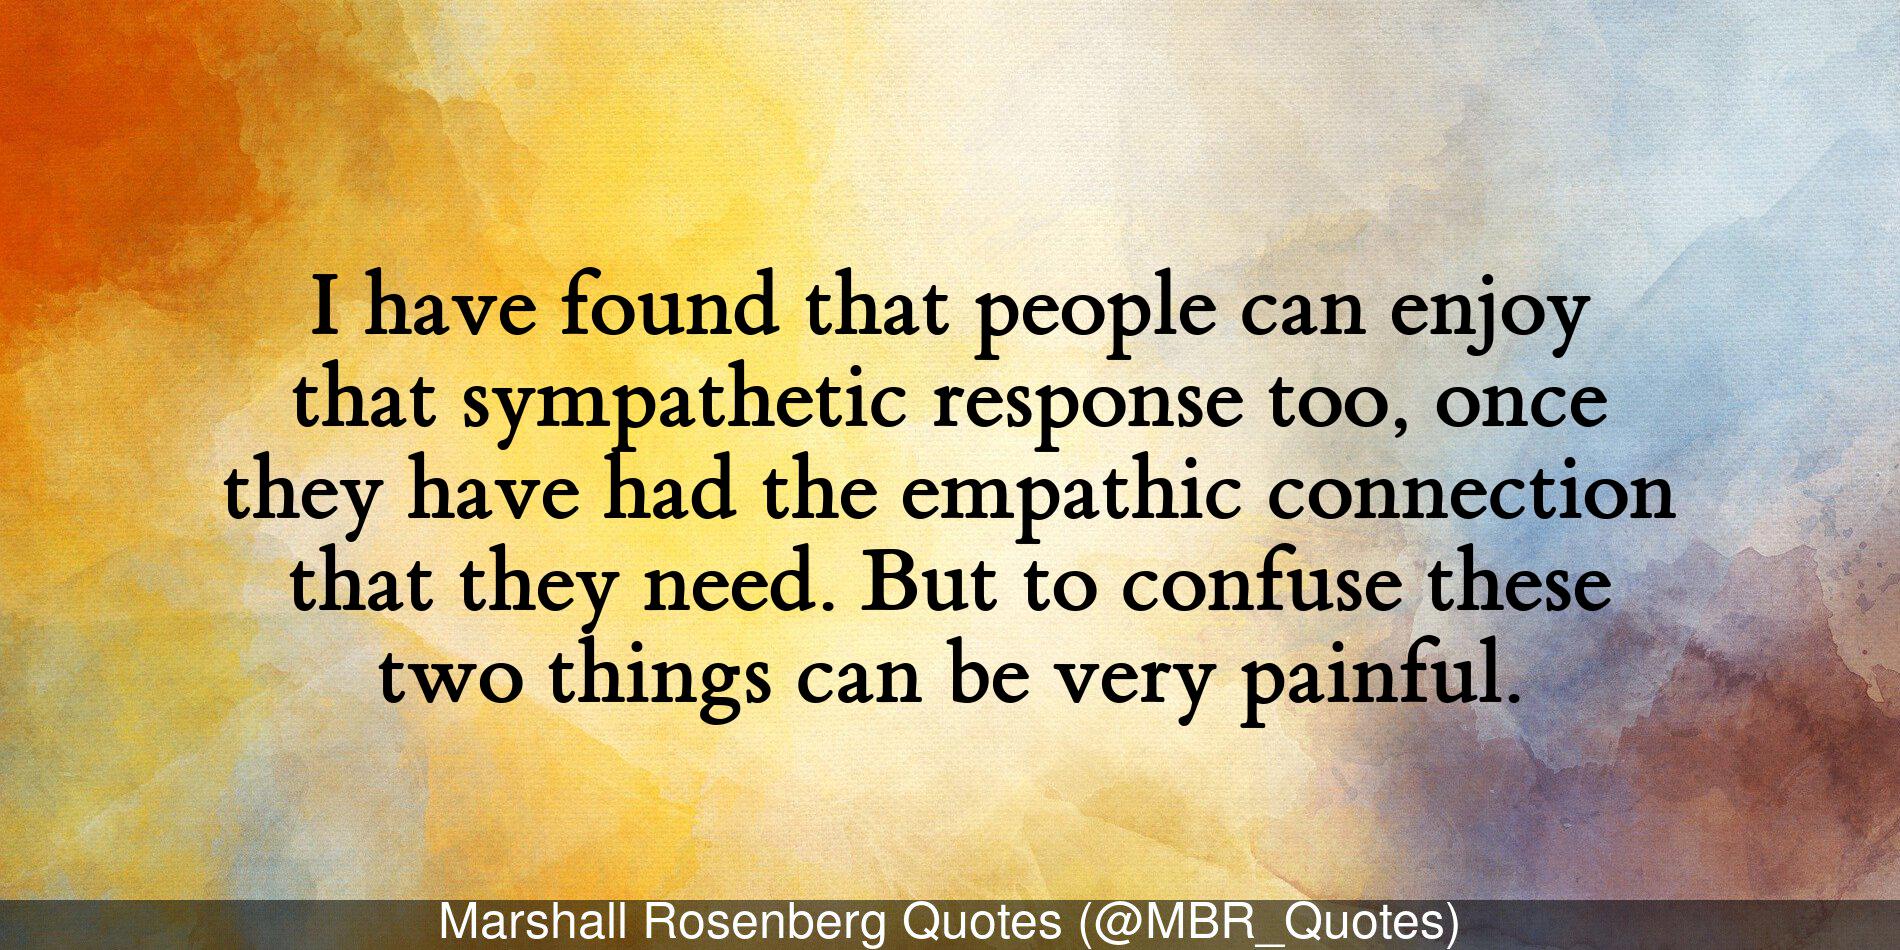 I have found that people can enjoy
that sympathetic response too, once
they have had the empathic connection
that they need. But to confuse these
two things can be very painful.
Marshall Rosenberg Quotes (@MBR_Quotes)